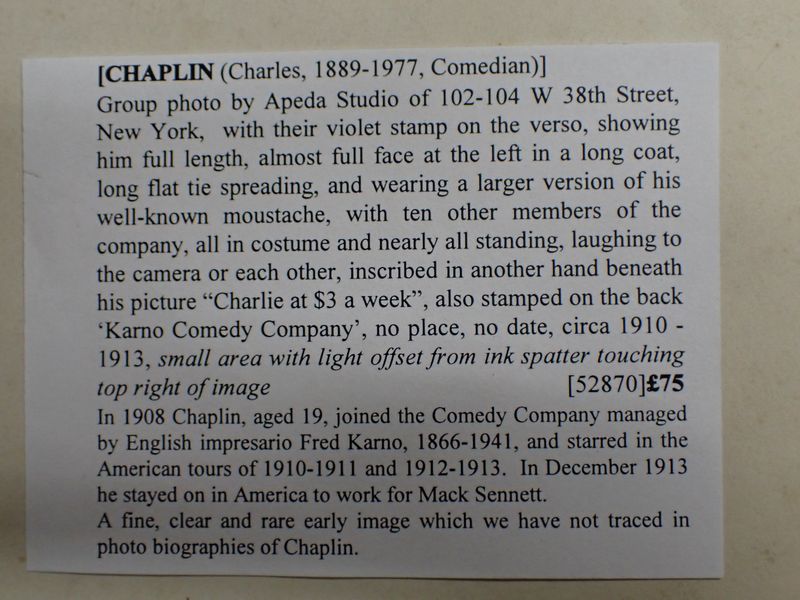 [CHAPLIN (Charles, 1889-1977, Comedian)]
Group photo by Apeda Studio of 102-104 W 38th Street,
New York, with their violet stamp on the verso, showing
him full length, almost full face at the left in a long coat,
long flat tie spreading, and wearing a larger version of his
well-known moustache, with ten other members of the
company, all in costume and nearly all standing, laughing to
the camera or each other, inscribed in another hand beneath
his picture “Charlie at $3 a week”, also stamped on the back
‘Karno Comedy Company’, no place, no date, circa 1910 -
1913, small area with light offset from ink spatter touching
top right of image [52870]£75
In 1908 Chaplin, aged 19, joined the Comedy Company managed
by English impresario Fred Karno, 1866-1941, and starred in the
American tours of 1910-1911 and 1912-1913. In December 1913
he stayed on in America to work for Mack Sennett.
A fine, clear and rare early image which we have not traced in
photo biographies of Chaplin.